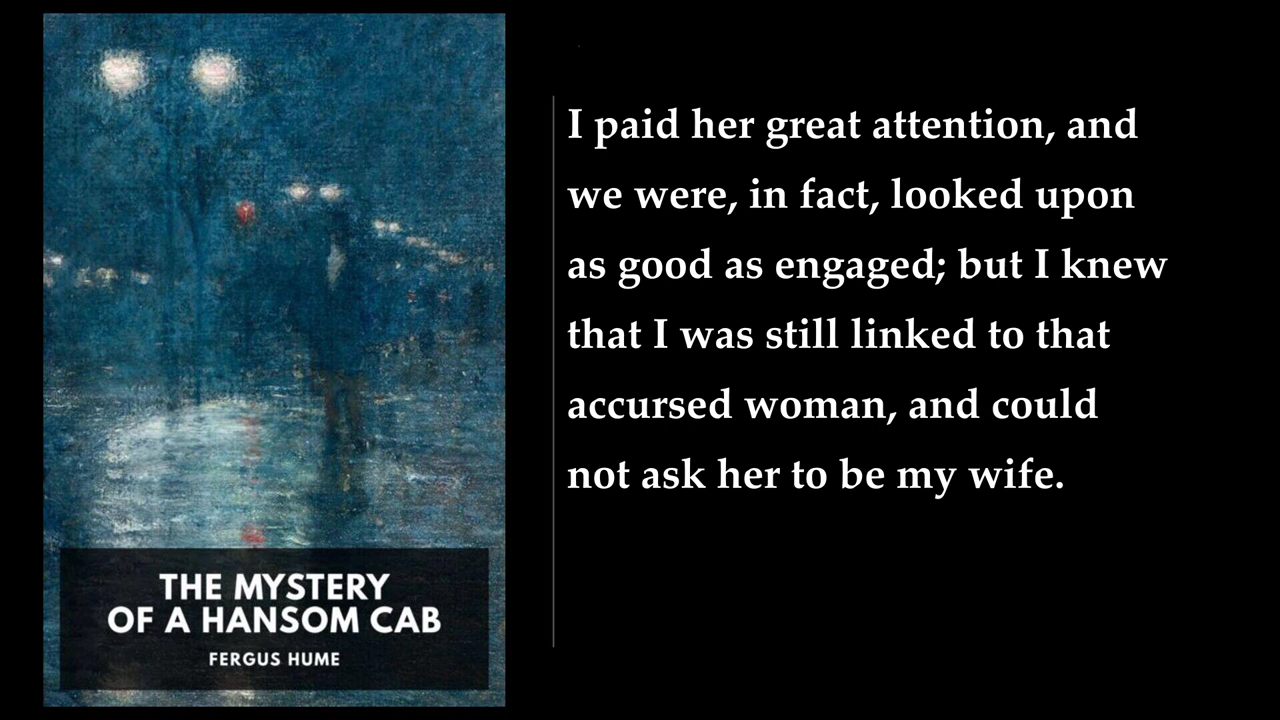 THE MYSTERY
OF A HANSOM CAB
FERGUS HUME
I paid her great attention, and
we were, in fact, looked upon
as good as engaged; but I knew
that I was still linked to that
accursed woman, and could
not ask her to be my wife.